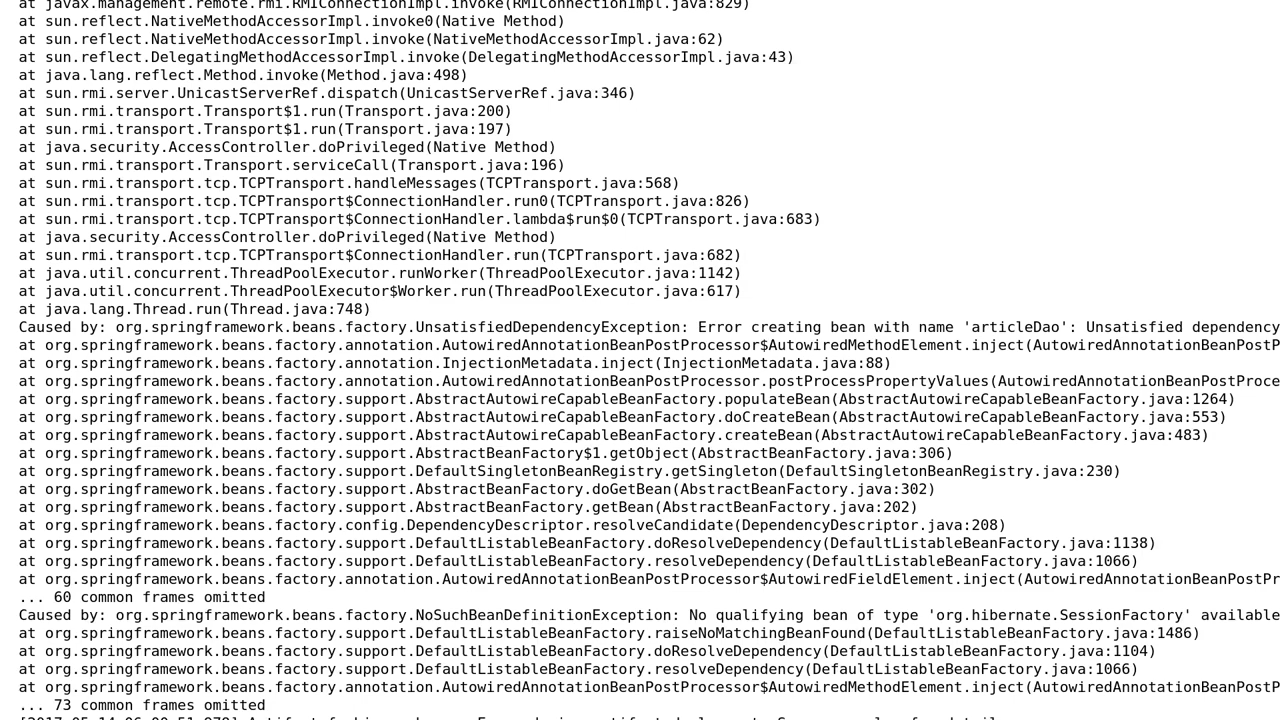 at javax.management.remote.rmi.RMIConnectionImpl.invoke(RMIConnectionImpl.java:829)
at sun.reflect.NativeMethodAccessorImpl.invoke0(Native Method)
at sun.reflect.NativeMethodAccessorImpl.invoke(NativeMethodAccessorImpl.java:62)
at sun.reflect.DelegatingMethodAccessorImpl.invoke(DelegatingMethodAccessorImpl.java:43)
at java.lang.reflect.Method.invoke(Method.java:498)
at sun.rmi.server.UnicastServerRef.dispatch(UnicastServerRef.java:346)
at sun.rmi.transport.Transport$1.run(Transport.java:200)
at sun.rmi.transport.Transport$1.run(Transport.java:197)
at java.security.AccessController.doPrivileged(Native Method)
at sun.rmi.transport.Transport.serviceCall(Transport.java:196)
at sun.rmi.transport.tcp.TCPTransport.handleMessages(TCPTransport.java:568)
at sun.rmi.transport.tcp.TCPTransport$ConnectionHandler.run0(TCPTransport.java:826)
at sun.rmi.transport.tcp.TCPTransport$ConnectionHandler.lambda$run$0(TCPTransport.java:683)
at java.security.AccessController.doPrivileged(Native Method)
at sun.rmi.transport.tcp.TCPTransport$ConnectionHandler.run(TCPTransport.java:682)
at java.util.concurrent.ThreadPoolExecutor.runWorker(ThreadPoolExecutor.java:1142)
at java.util.concurrent.ThreadPoolExecutor$Worker.run(ThreadPoolExecutor.java:617)
at java.lang.Thread.run(Thread.java:748)
Caused by: org.springframework.beans.factory.UnsatisfiedDependencyException: Error creating bean with name 'articleDao': Unsatisfied dependency
at org.springframework.beans.factory.annotation.AutowiredAnnotationBeanPostProcessor$AutowiredMethodElement.inject(AutowiredAnnotationBeanPostP
at org.springframework.beans.factory.annotation.InjectionMetadata.inject(InjectionMetadata.java:88)
at org.springframework.beans.factory.annotation.AutowiredAnnotationBeanPostProcessor.postProcessPropertyValues(AutowiredAnnotationBeanPostProce
at org.springframework.beans.factory.support.AbstractAutowireCapableBeanFactory.populateBean(AbstractAutowireCapableBeanFactory.java:1264)
at org.springframework.beans.factory.support.AbstractAutowireCapableBeanFactory.doCreateBean(AbstractAutowireCapableBeanFactory.java:553)
at org.springframework.beans.factory.support.AbstractAutowireCapableBeanFactory.createBean(AbstractAutowireCapableBeanFactory.java:483)
at org.springframework.beans.factory.support.AbstractBeanFactory$1.getObject(AbstractBeanFactory.java:306)
at org.springframework.beans.factory.support.DefaultSingletonBeanRegistry.getSingleton(DefaultSingletonBeanRegistry.java:230)
at org.springframework.beans.factory.support.AbstractBeanFactory.doGetBean(AbstractBeanFactory.java:302)
at org.springframework.beans.factory.support.AbstractBeanFactory.getBean(AbstractBeanFactory.java:202)
at org.springframework.beans.factory.config.DependencyDescriptor.resolveCandidate(DependencyDescriptor.java:208)
at org.springframework.beans.factory.support.DefaultListableBeanFactory.doResolveDependency(DefaultListableBeanFactory.java:1138)
at org.springframework.beans.factory.support.DefaultListableBeanFactory.resolveDependency(DefaultListableBeanFactory.java:1066)
at org.springframework.beans.factory.annotation.AutowiredAnnotationBeanPostProcessor$AutowiredFieldElement.inject(AutowiredAnnotationBeanPostPr
... 60 common frames omitted
Caused by: org.springframework.beans.factory.NoSuchBeanDefinitionException: No qualifying bean of type 'org.hibernate.SessionFactory' available
at org.springframework.beans.factory.support.DefaultListableBeanFactory.raiseNoMatchingBeanFound(DefaultListableBeanFactory.java:1486)
at org.springframework.beans.factory.support.DefaultListableBeanFactory.doResolveDependency(DefaultListableBeanFactory.java:1104)
at org.springframework.beans.factory.support.DefaultListableBeanFactory.resolveDependency(DefaultListableBeanFactory.java:1066)
at org.springframework.beans.factory.annotation.AutowiredAnnotationBeanPostProcessor$AutowiredMethodElement.inject(AutowiredAnnotationBeanPostP
... 73 common frames omitted